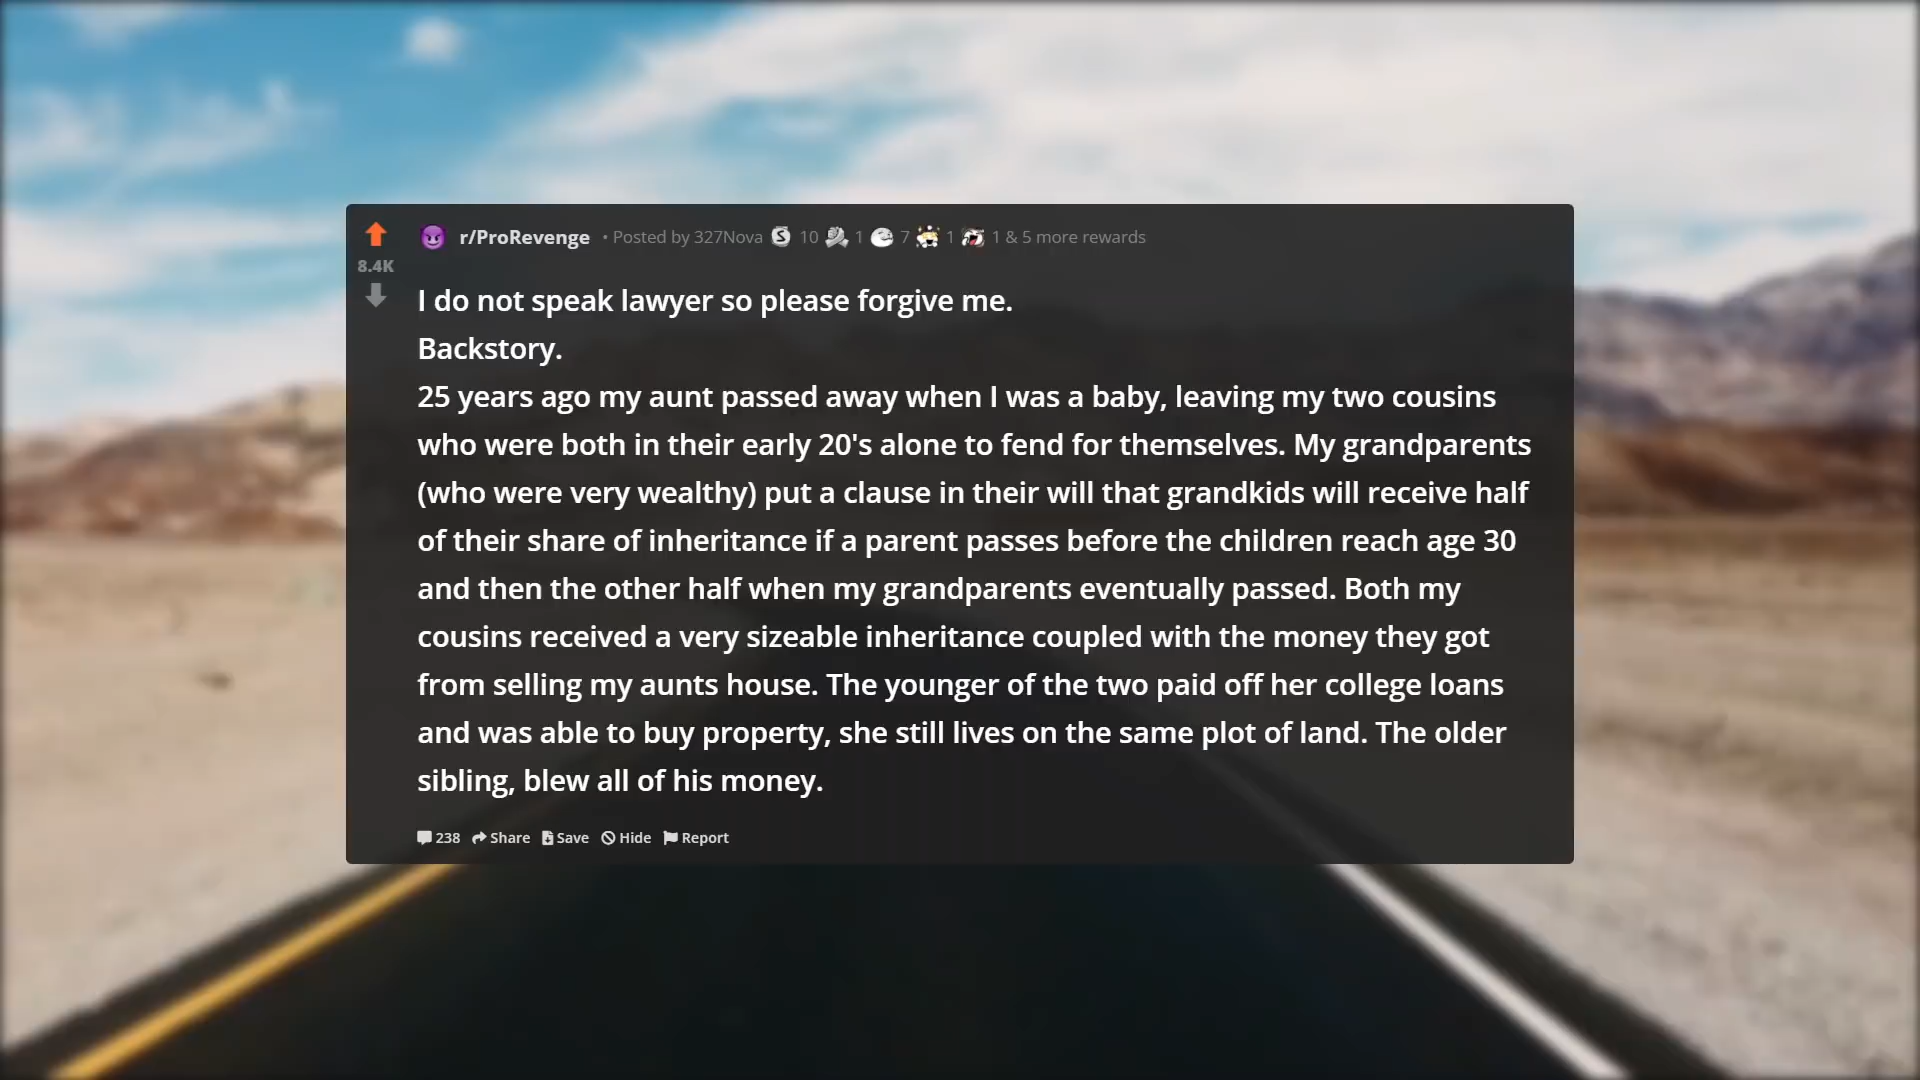 r/ProRevenge • Posted by 327Nova 10 1 7 1 1 & 5 more rewards
8.4K
I do not speak lawyer so please forgive me.
Backstory.
25 years ago my aunt passed away when I was a baby, leaving my two cousins
who were both in their early 20's alone to fend for themselves. My grandparents
(who were very wealthy) put a clause in their will that grandkids will receive half
of their share of inheritance if a parent passes before the children reach age 30
and then the other half when my grandparents eventually passed. Both my
cousins received a very sizeable inheritance coupled with the money they got
from selling my aunts house. The younger of the two paid off her college loans
and was able to buy property, she still lives on the same plot of land. The older
sibling, blew all of his money.
238 Share Save Hide Report